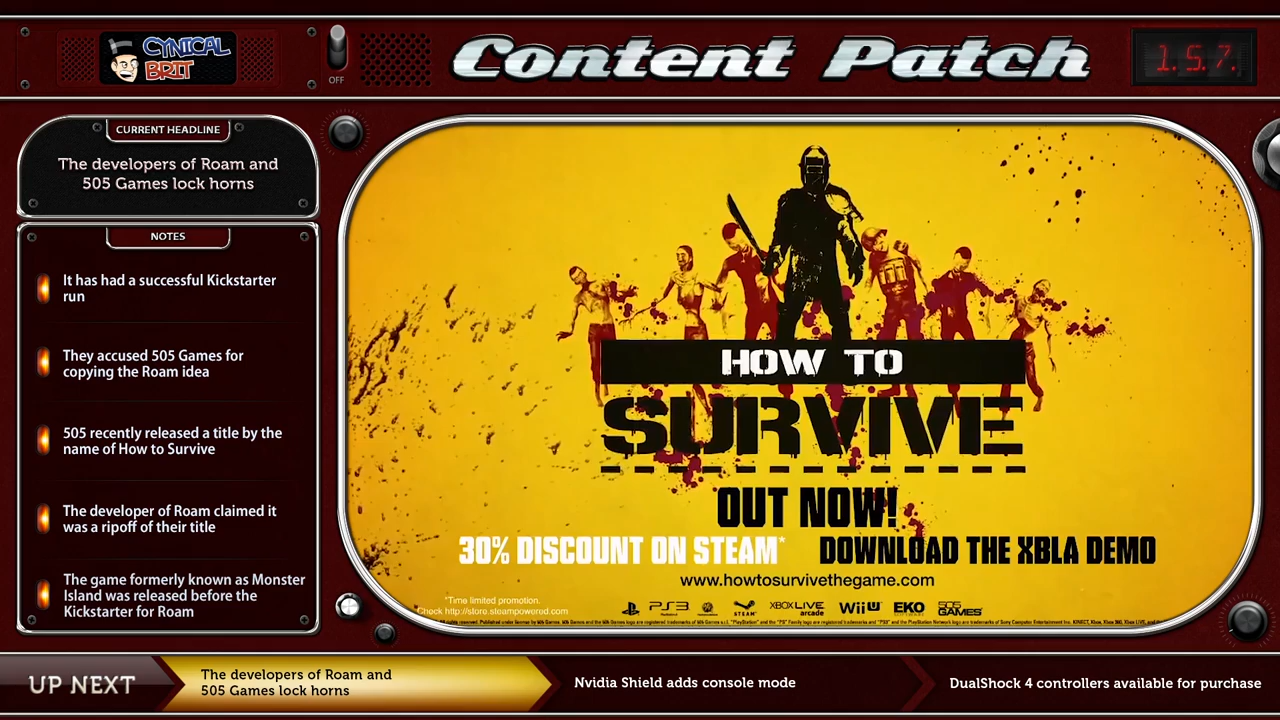 CYNICAL
BRIT
OFF
Content Patch
1.5.7.
CURRENT HEADLINE
The developers of Roam and
505 Games lock horns
NOTES
It has had a successful Kickstarter
run
They accused 505 Games for
copying the Roam idea
505 recently released a title by the
name of How to Survive
The developer of Roam claimed it
was a ripoff of their title
The game formerly known as Monster
Island was released before the
Kickstarter for Roam
HOW TO
SURVIVE
OUT NOW!
30% DISCOUNT ON STEAM* DOWNLOAD THE XBLA DEMO
www.howtosurvivethegame.com
*Time limited promotion.
Check http://store.steampowered.com
PS3 STEAM XBOX LIVE arcade Wii U EKO SOFTWARE 505 GAMES
UP NEXT
The developers of Roam and
505 Games lock horns
Nvidia Shield adds console mode
DualShock 4 controllers available for purchase